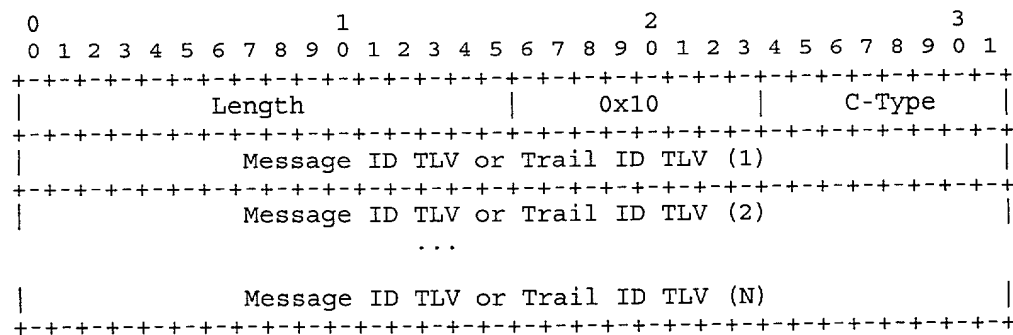 0                   1                   2                   3
0 1 2 3 4 5 6 7 8 9 0 1 2 3 4 5 6 7 8 9 0 1 2 3 4 5 6 7 8 9 0 1
+-+-+-+-+-+-+-+-+-+-+-+-+-+-+-+-+-+-+-+-+-+-+-+-+-+-+-+-+-+-+-+-+
|            Length             |     0x10      |    C-Type     |
+-+-+-+-+-+-+-+-+-+-+-+-+-+-+-+-+-+-+-+-+-+-+-+-+-+-+-+-+-+-+-+-+
|              Message ID TLV or Trail ID TLV (1)               |
+-+-+-+-+-+-+-+-+-+-+-+-+-+-+-+-+-+-+-+-+-+-+-+-+-+-+-+-+-+-+-+-+
|              Message ID TLV or Trail ID TLV (2)               |
...
|              Message ID TLV or Trail ID TLV (N)               |
+-+-+-+-+-+-+-+-+-+-+-+-+-+-+-+-+-+-+-+-+-+-+-+-+-+-+-+-+-+-+-+-+